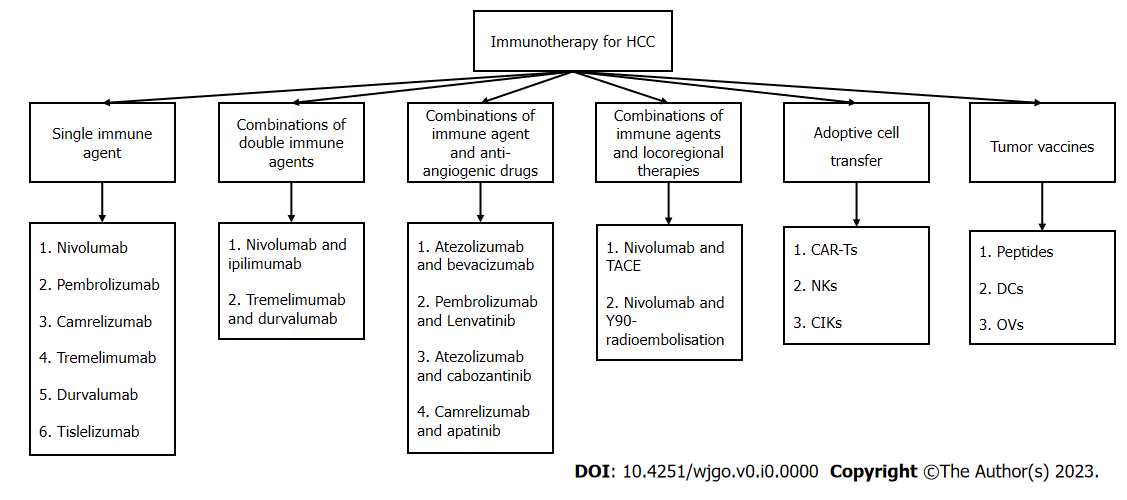 Immunotherapy for HCC
Single immune
agent
Combinations of
double immune
agents
Combinations of
immune agent
and anti-
angiogenic drugs
Combinations of
immune agents
and locoregional
therapies
Adoptive cell
transfer
Tumor vaccines
1. Nivolumab
2. Pembrolizumab
3. Camrelizumab
4. Tremelimumab
5. Durvalumab
6. Tislelizumab
1. Nivolumab and
ipilimumab
2. Tremelimumab
and durvalumab
1. Atezolizumab
and bevacizumab
2. Pembrolizumab
and Lenvatinib
3. Atezolizumab
and cabozantinib
4. Camrelizumab
and apatinib
1. Nivolumab and
TACE
2. Nivolumab and
Y90-
radioembolisation
1. CAR-Ts
2. NKs
3. CIKs
1. Peptides
2. DCs
3. OVs
DOI: 10.4251/wjgo.v0.i0.0000 Copyright ©The Author(s) 2023.